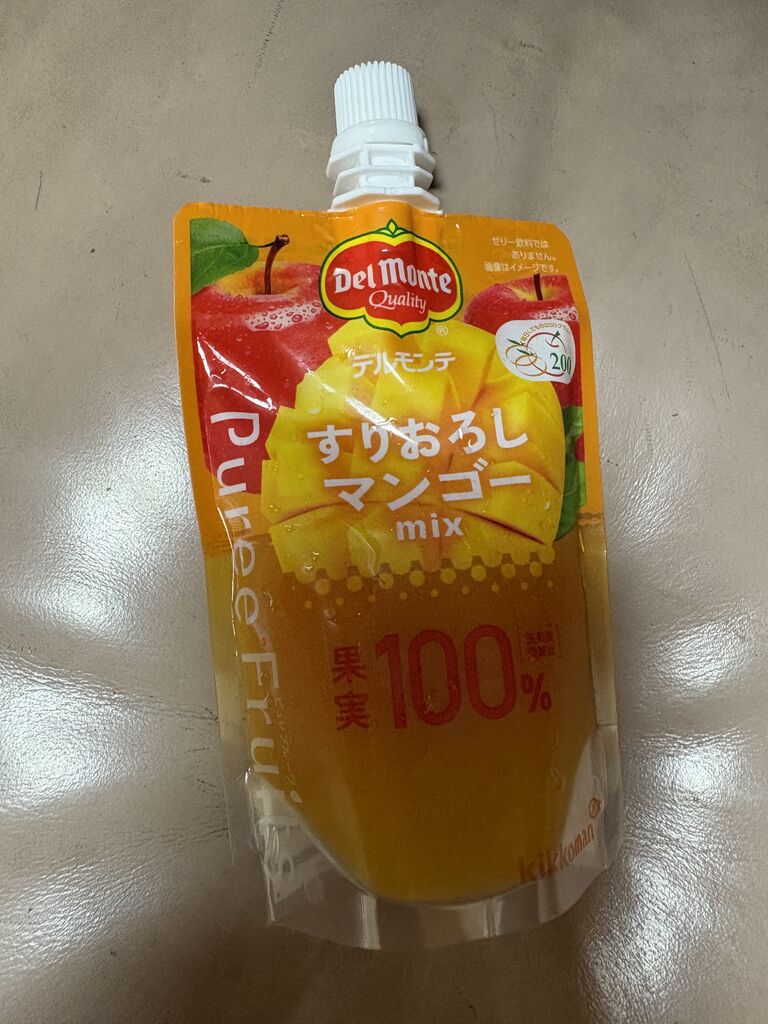 Del Monte
Quality
®
デルモンテ
ゼリー飲料では
ありません。
画像はイメージです。
200
すりおろし
マンゴー
mix
Puree Fru
果実100%
kikkoman